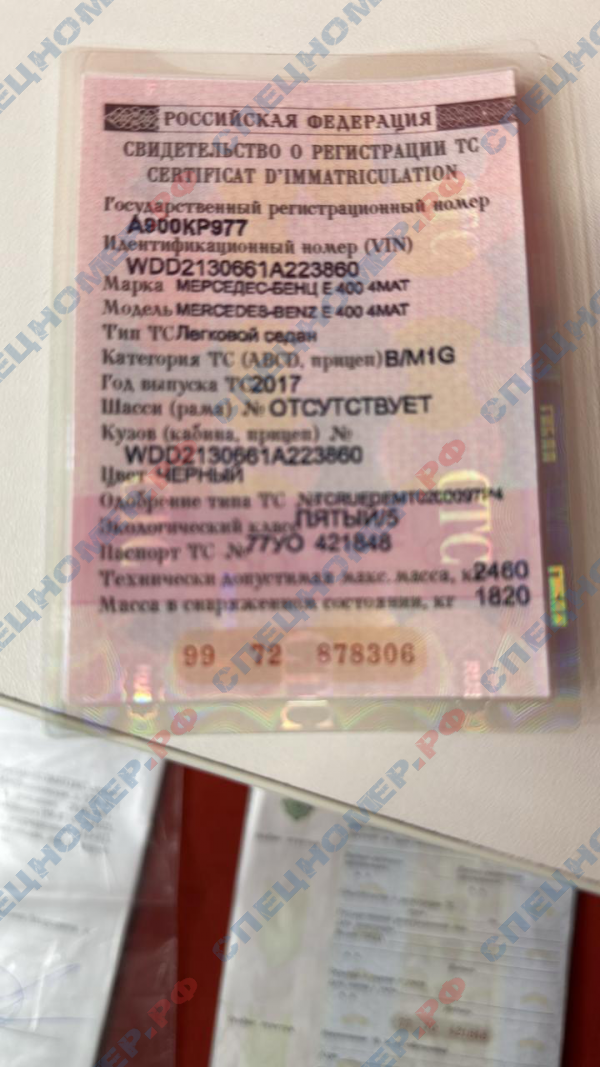 РОССИЙСКАЯ ФЕДЕРАЦИЯ
СВИДЕТЕЛЬСТВО О РЕГИСТРАЦИИ ТС
CERTIFICAT D'IMMATRICULATION
Государственный регистрационный номер
А900КР977
Идентификационный номер (VIN)
WDD2130661A223860
Марка МЕРСЕДЕС-БЕНЦ Е 400 4МАТ
Модель MERCEDES-BENZ E 400 4MAT
Тип ТС Легковой седан
Категория ТС (ABCD, прицеп) B/M1G
Год выпуска ТС 2017
Шасси (рама) № ОТСУТСТВУЕТ
Кузов (кабина, прицеп) №
WDD2130661A223860
Цвет ЧЕРНЫЙ
Одобрение типа ТС №
Экологический класс ПЯТЫЙ/5
Паспорт ТС № 77УО 421848
Технически допустимая макс. масса, кг 2460
Масса в снаряженном состоянии, кг 1820
99 72 878306
СТС
СПЕЦНОМЕР.РФ